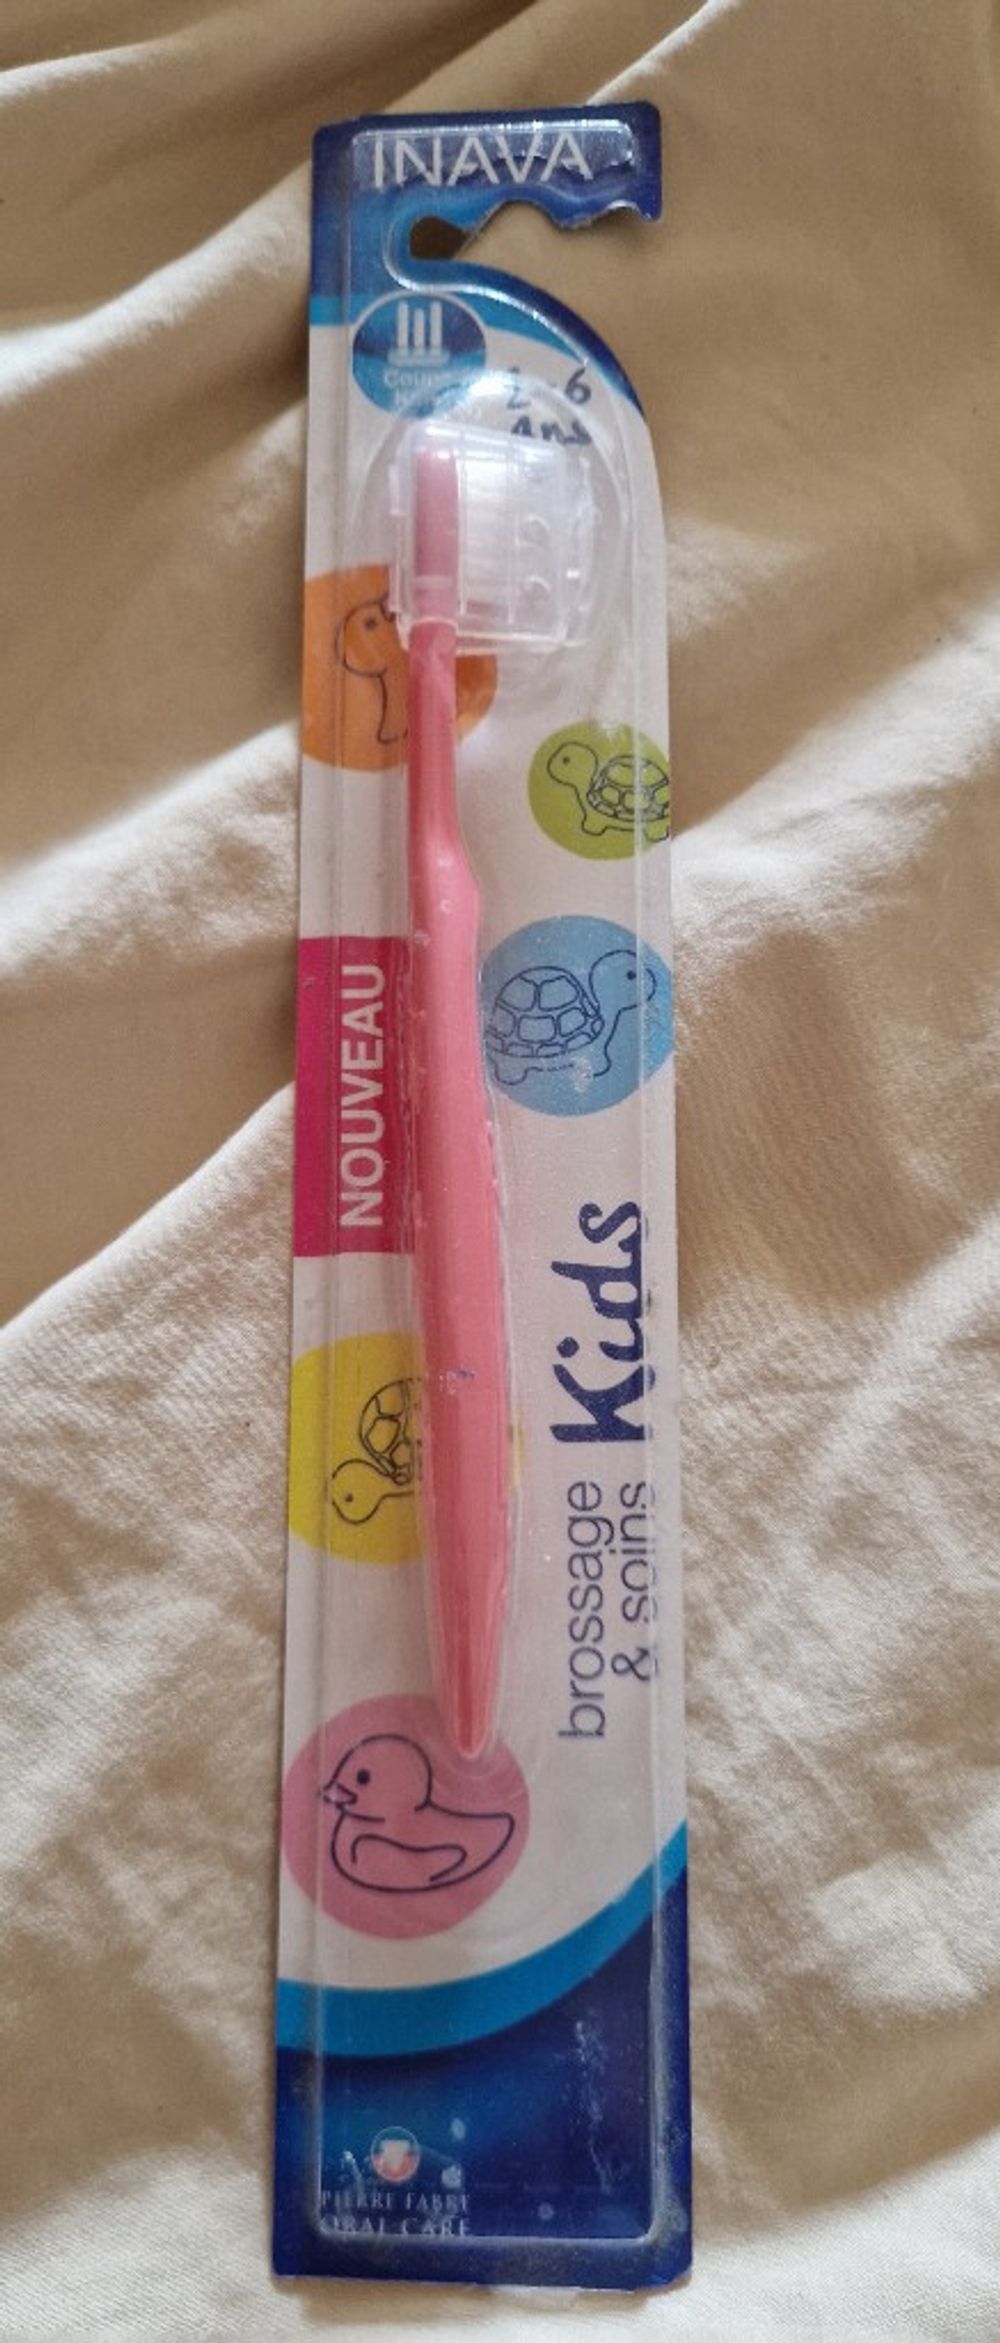 INAVA
2-6
ans
NOUVEAU
Kids
brossage
& soins
PIERRE FABRE
ORAL CARE